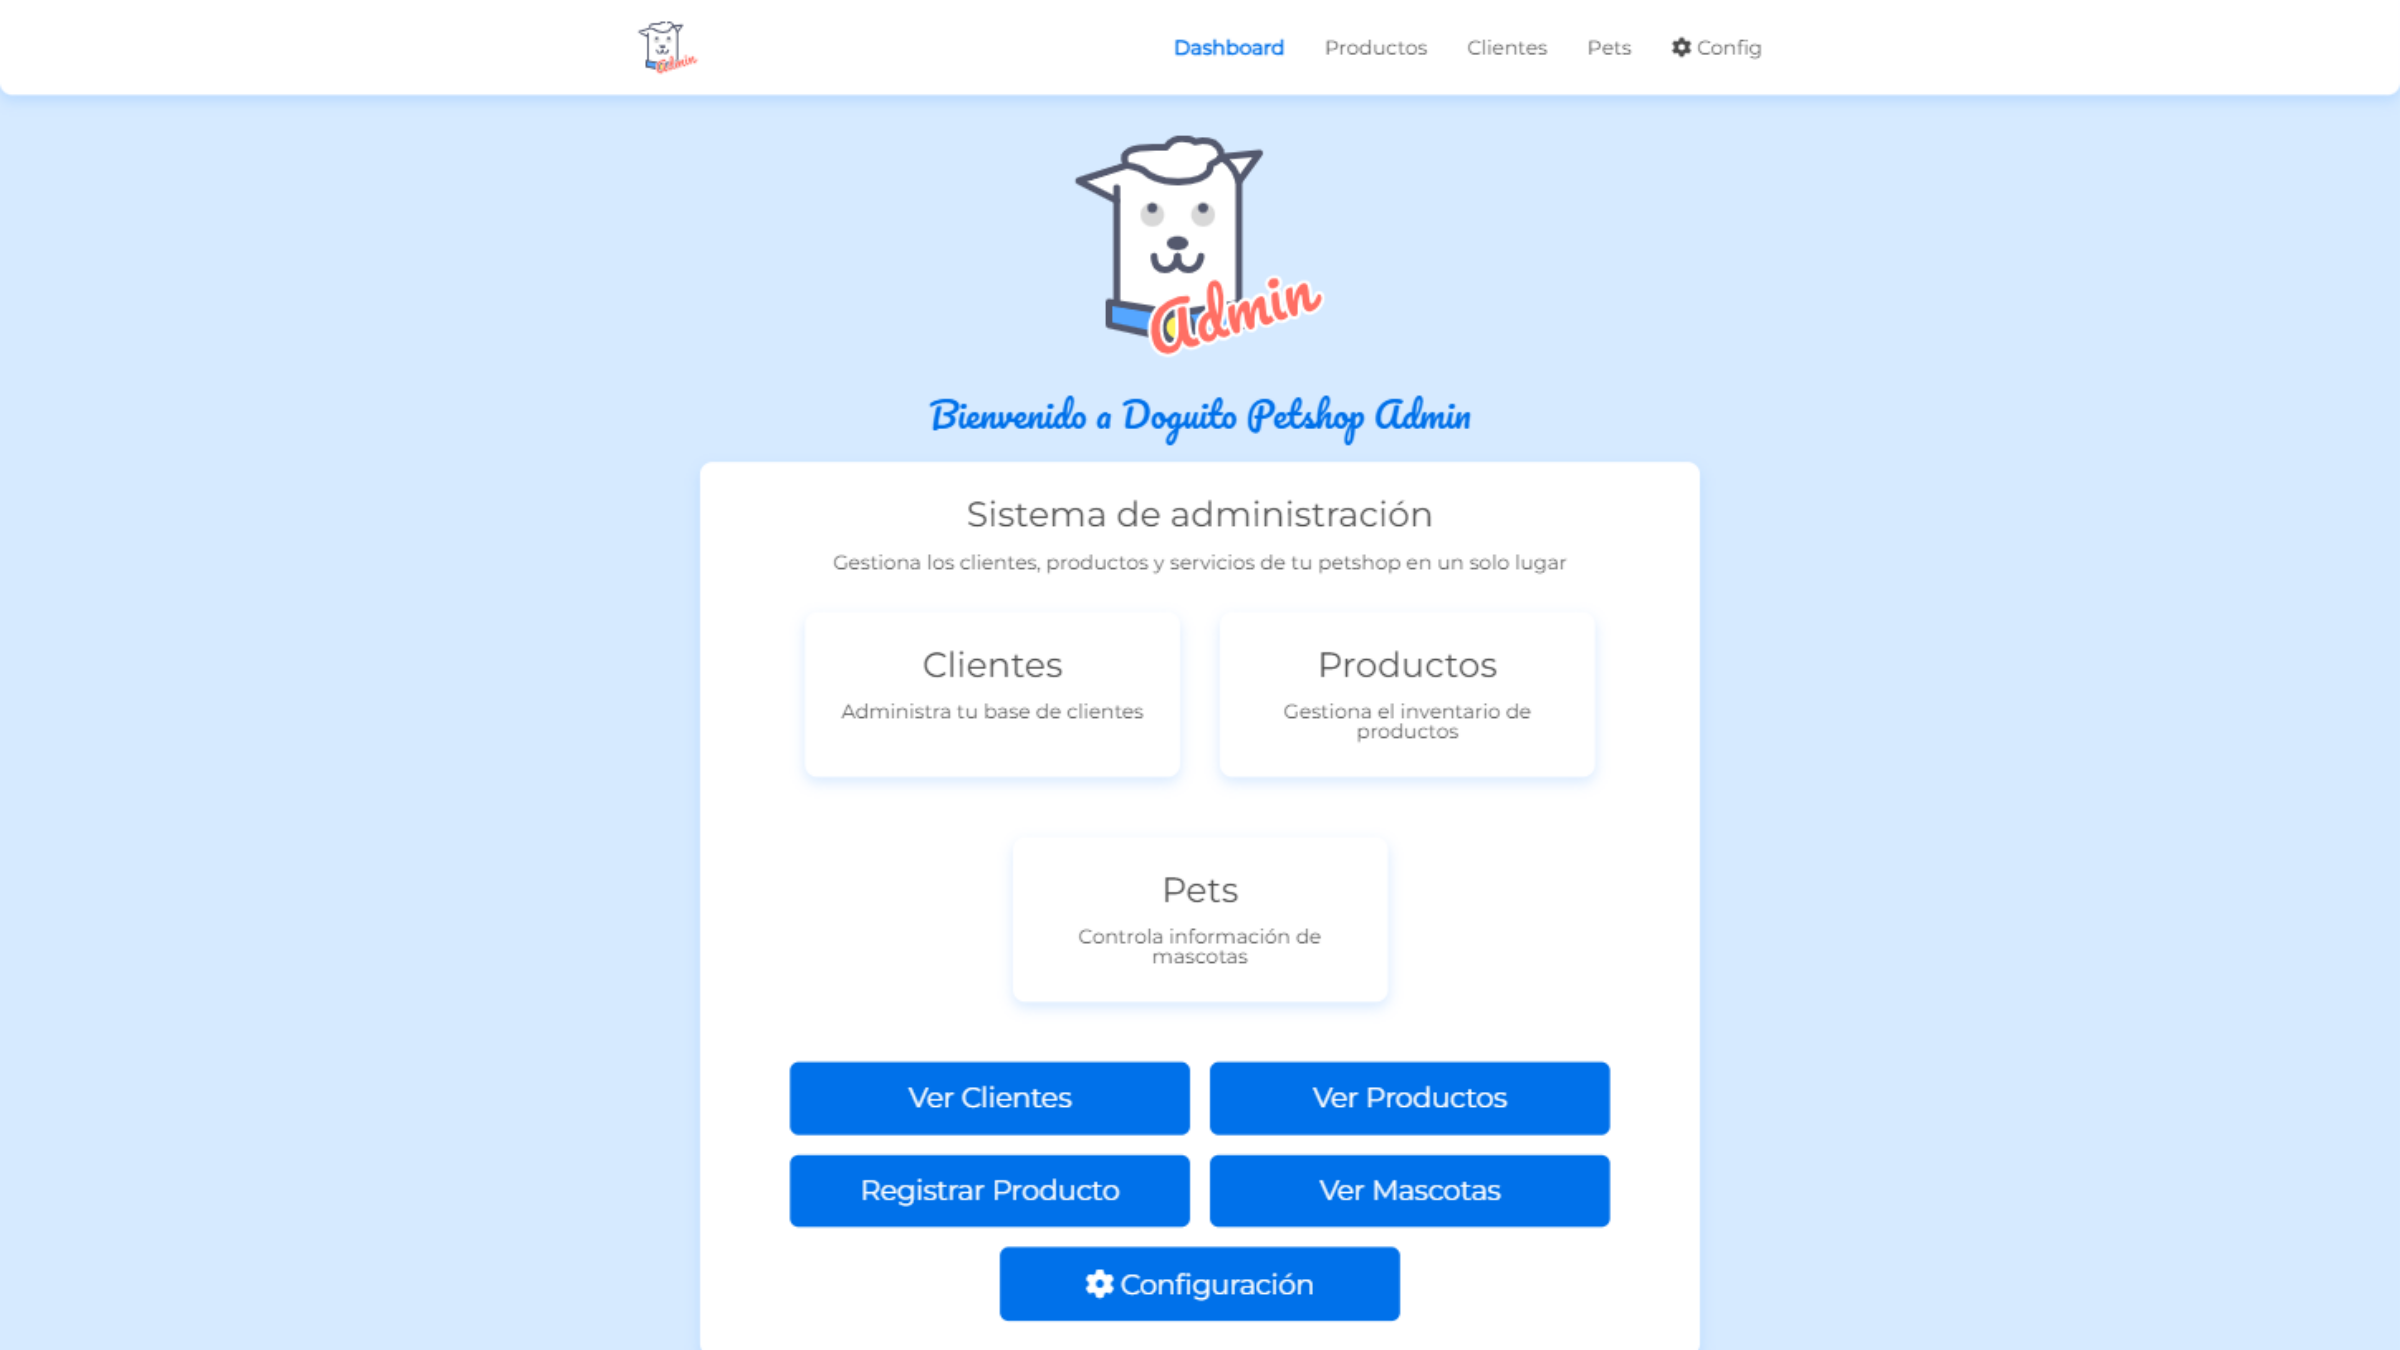 Admin
Dashboard Productos Clientes Pets Config
Admin
Bienvenido a Doguito Petshop Admin
Sistema de administración
Gestiona los clientes, productos y servicios de tu petshop en un solo lugar
Clientes
Administra tu base de clientes
Productos
Gestiona el inventario de
productos
Pets
Controla información de
mascotas
Ver Clientes
Ver Productos
Registrar Producto
Ver Mascotas
Configuración